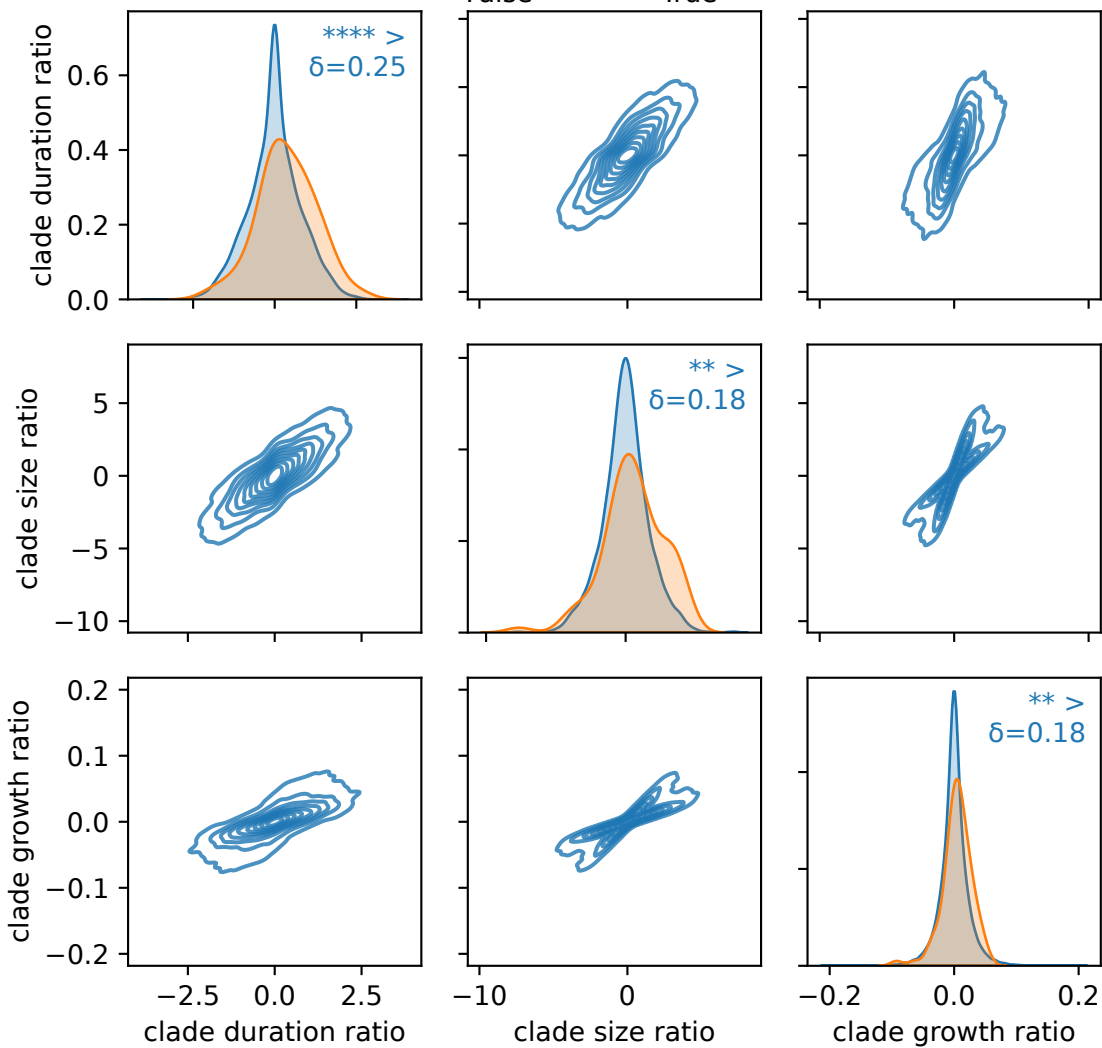 False True
clade duration ratio
0.6
0.4
0.2
0.0
**** >
δ=0.25
clade size ratio
5
0
−5
−10
** >
δ=0.18
clade growth ratio
0.2
0.1
0.0
−0.1
−0.2
** >
δ=0.18
−2.5 0.0 2.5
−10 0
−0.2 0.0 0.2
clade duration ratio
clade size ratio
clade growth ratio